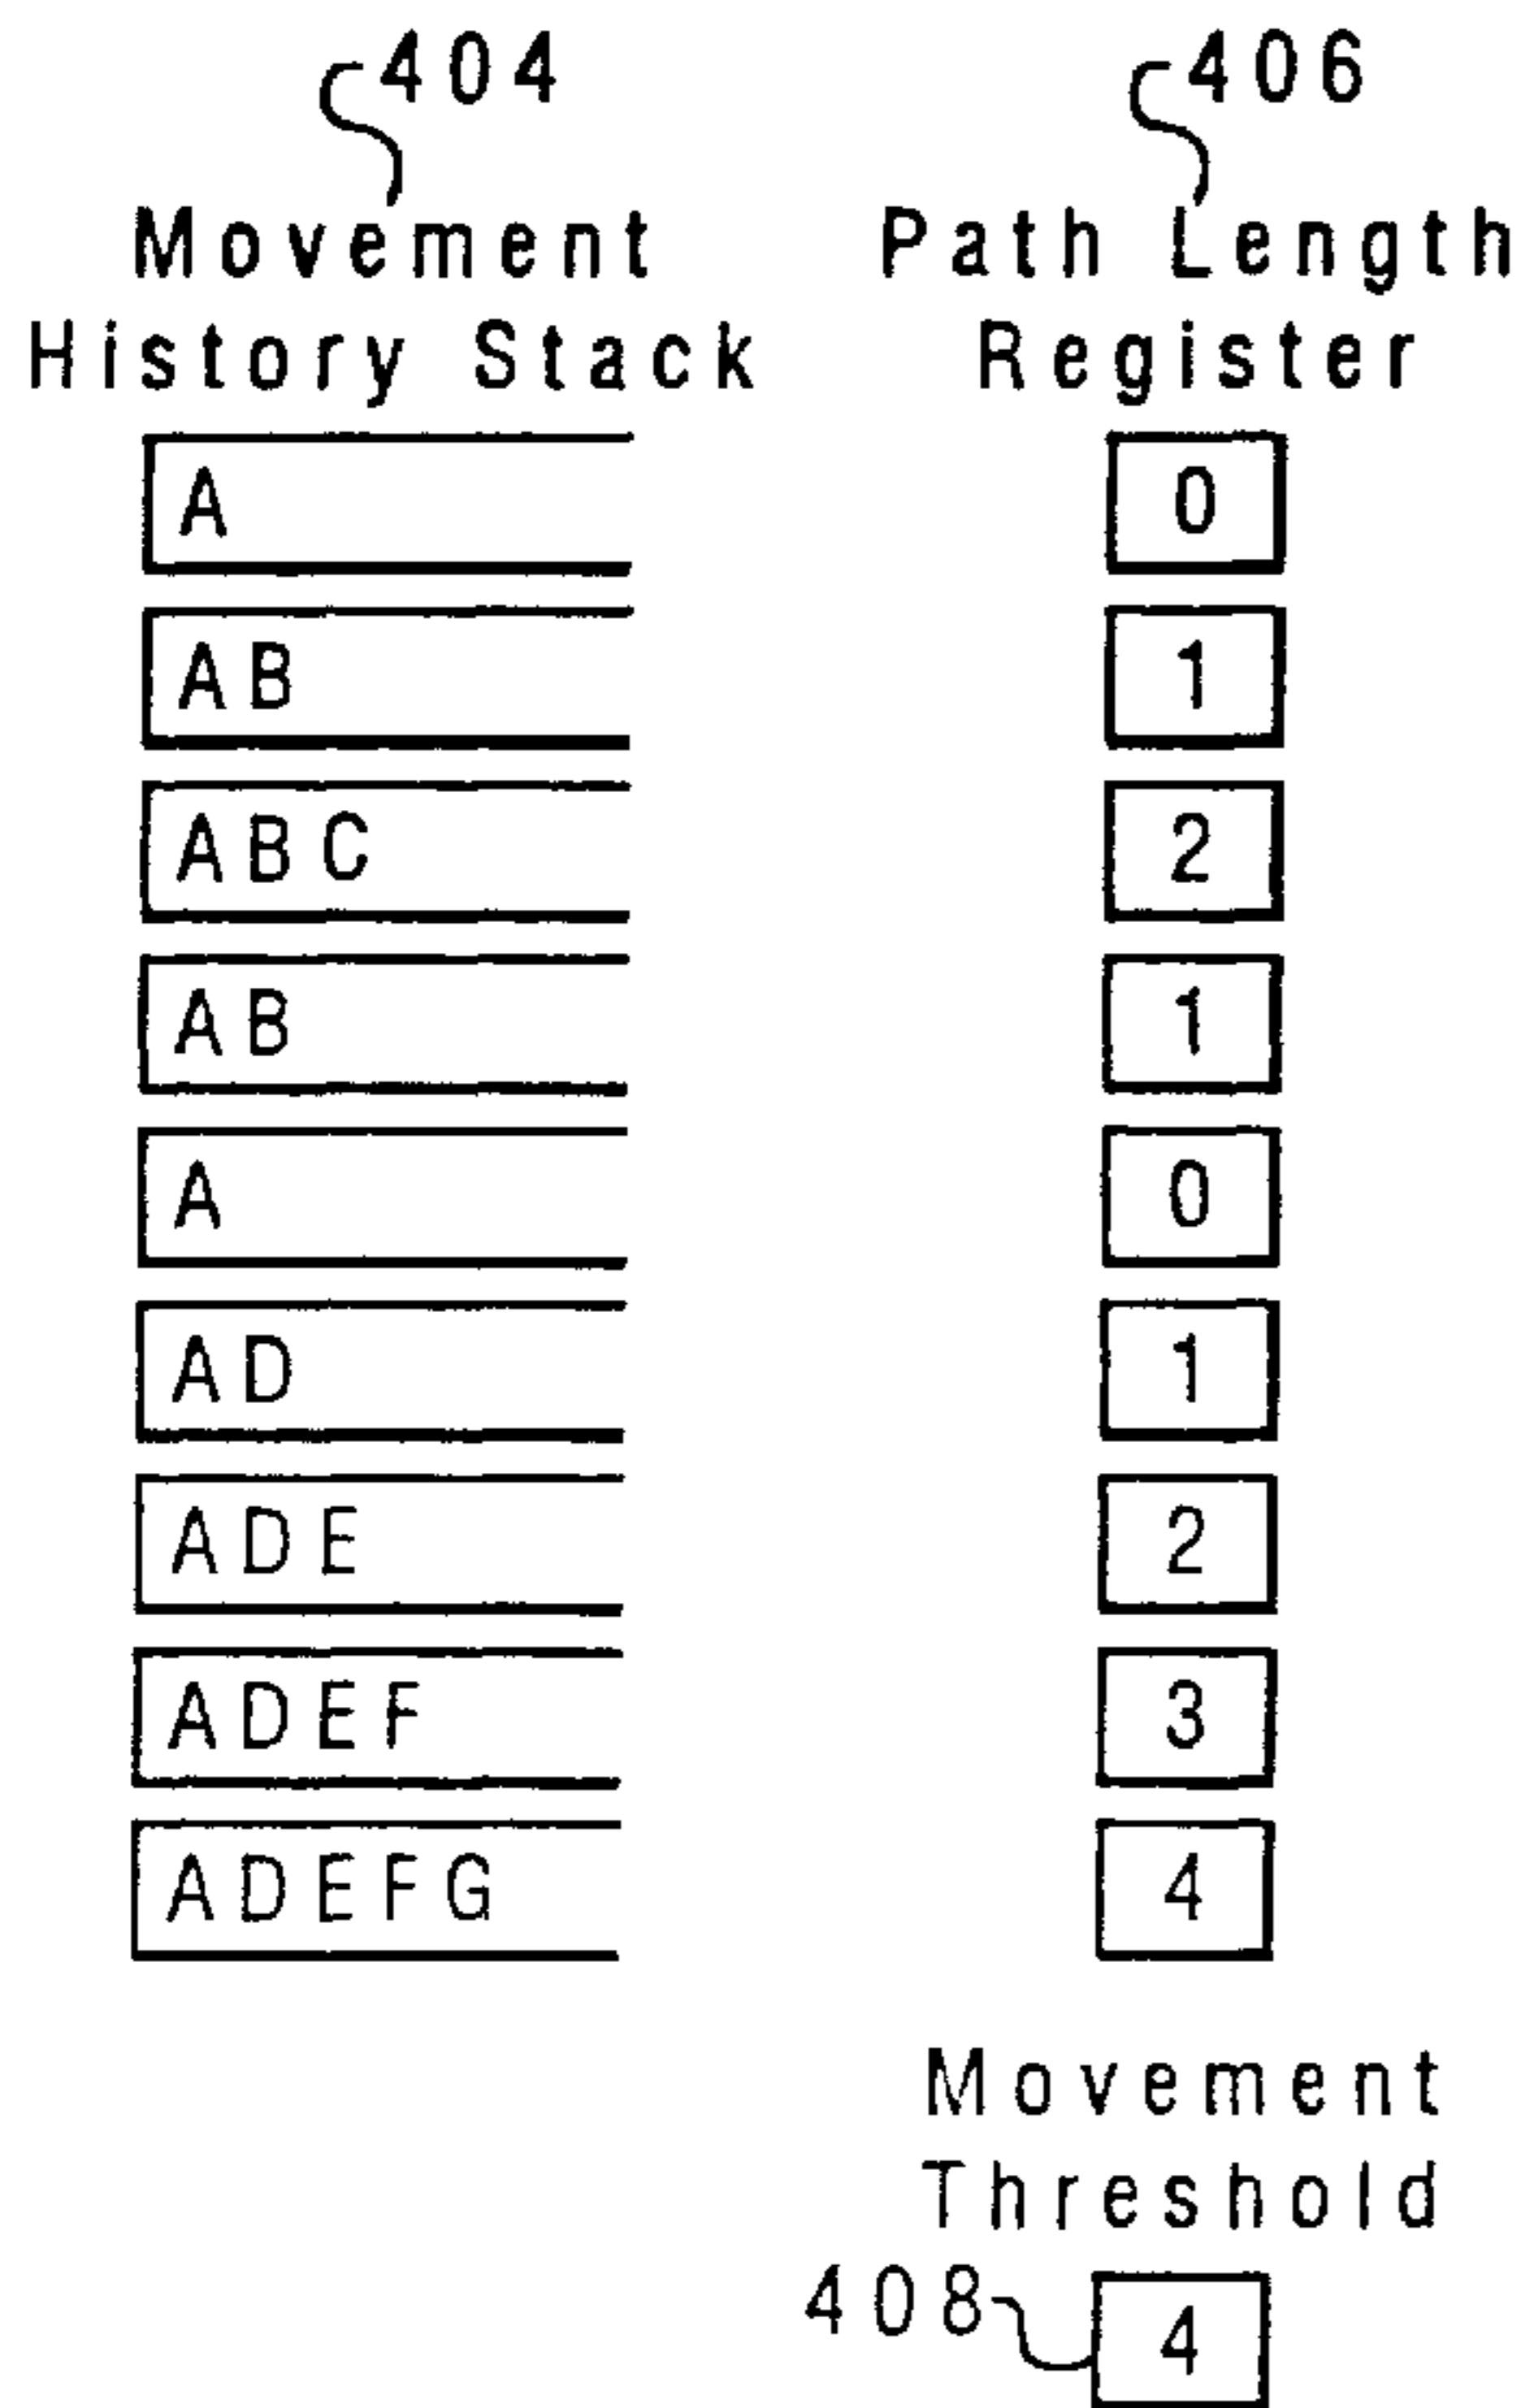 404 406
Movement Path Length
History Stack Register
A 0
AB 1
ABC 2
AB 1
A 0
AD 1
ADE 2
ADEF 3
ADEFG 4
Movement
Threshold
408 4